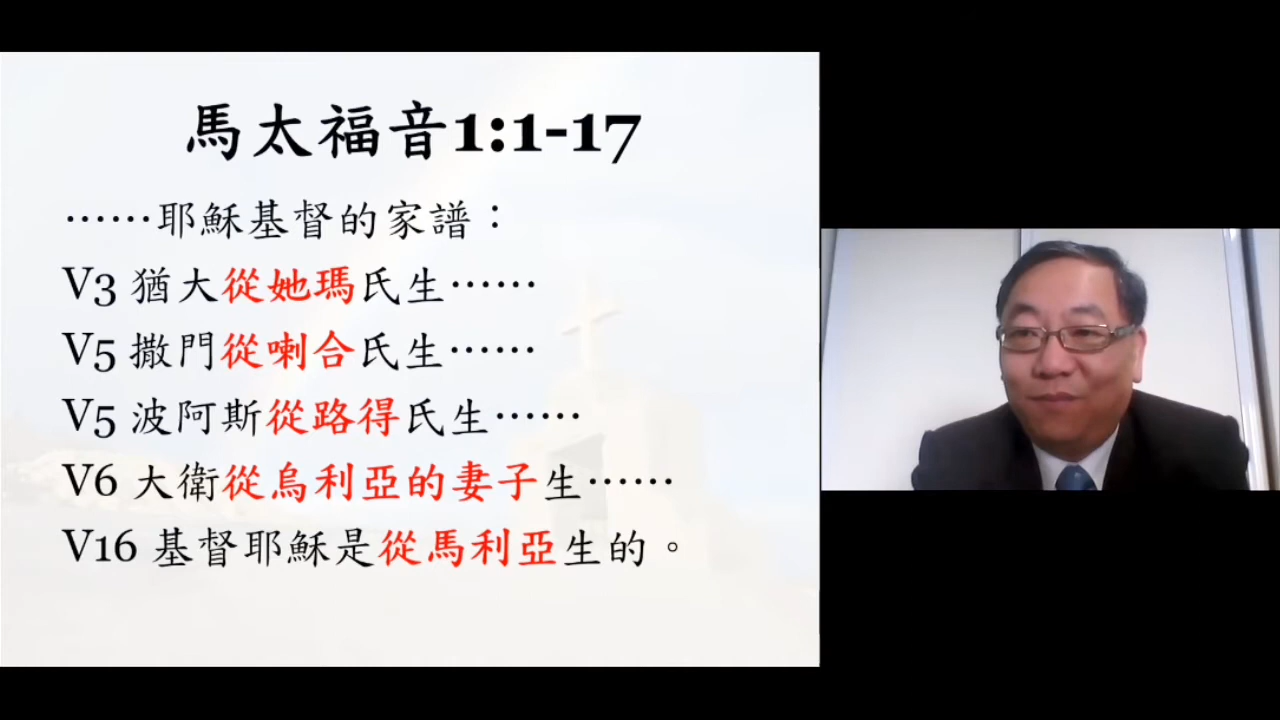 馬太福音1:1-17
……耶穌基督的家譜：
V3 猶大從她瑪氏生……
V5 撒門從喇合氏生……
V5 波阿斯從路得氏生……
V6 大衛從烏利亞的妻子生……
V16 基督耶穌是從馬利亞生的。